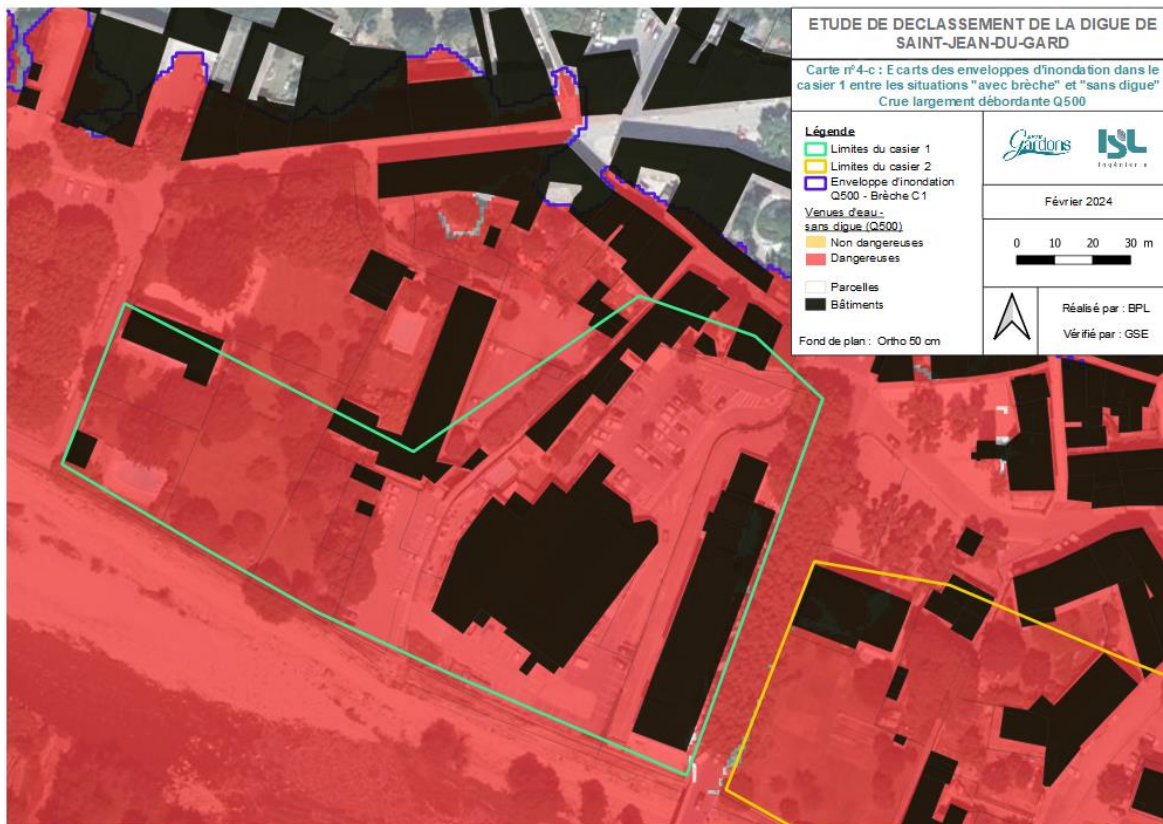 ETUDE DE DECLASSEMENT DE LA DIGUE DE
SAINT-JEAN-DU-GARD
Carte n°4-c : Ecarts des enveloppes d'inondation dans le
casier 1 entre les situations "avec brèche" et "sans digue"
Crue largement débordante Q500
Légende
Limites du casier 1
Limites du casier 2
Enveloppe d'inondation
Q500 - Brèche C1
Venues d'eau -
sans digue (Q500)
Non dangereuses
Dangereuses
Parcelles
Bâtiments
Fond de plan : Ortho 50 cm
Gardons
ISL
Ingénierie
Février 2024
0 10 20 30 m
Réalisé par : BPL
Vérifié par : GSE